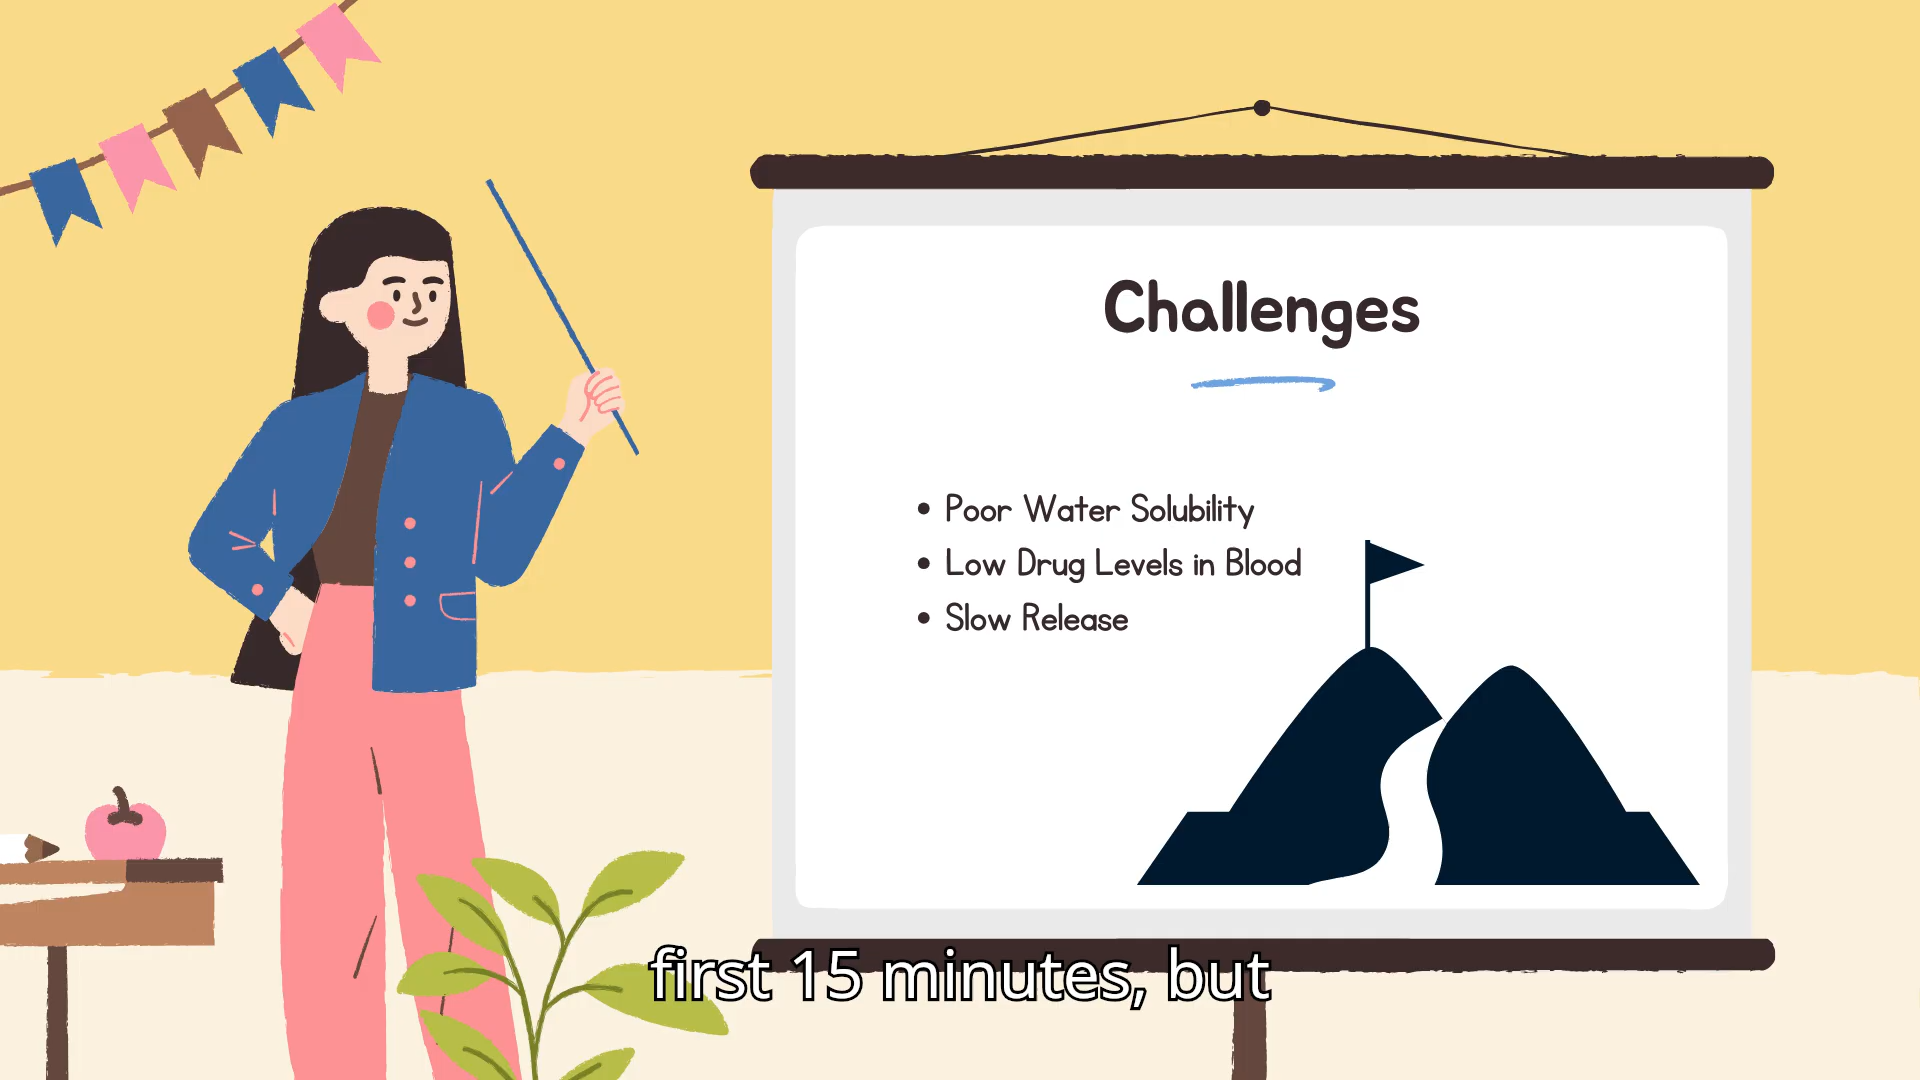 Challenges
• Poor Water Solubility
• Low Drug Levels in Blood
• Slow Release
first 15 minutes, but